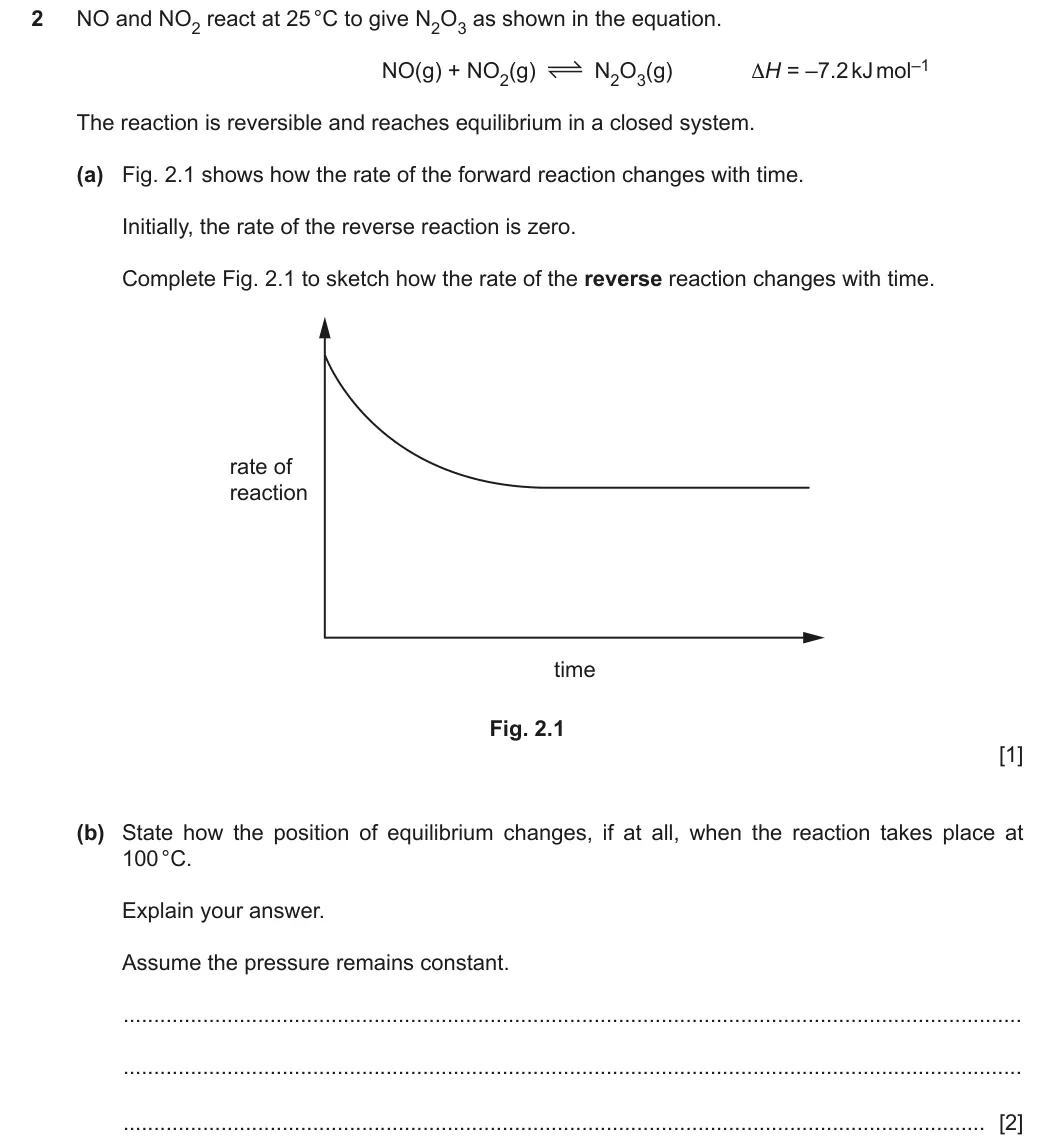 2 NO and NO₂ react at 25 °C to give N₂O₃ as shown in the equation.
NO(g) + NO₂(g) ⇌ N₂O₃(g) ΔH = –7.2 kJ mol⁻¹
The reaction is reversible and reaches equilibrium in a closed system.
(a) Fig. 2.1 shows how the rate of the forward reaction changes with time.
Initially, the rate of the reverse reaction is zero.
Complete Fig. 2.1 to sketch how the rate of the reverse reaction changes with time.
rate of
reaction
time
Fig. 2.1
[1]
(b) State how the position of equilibrium changes, if at all, when the reaction takes place at
100 °C.
Explain your answer.
Assume the pressure remains constant.
[2]